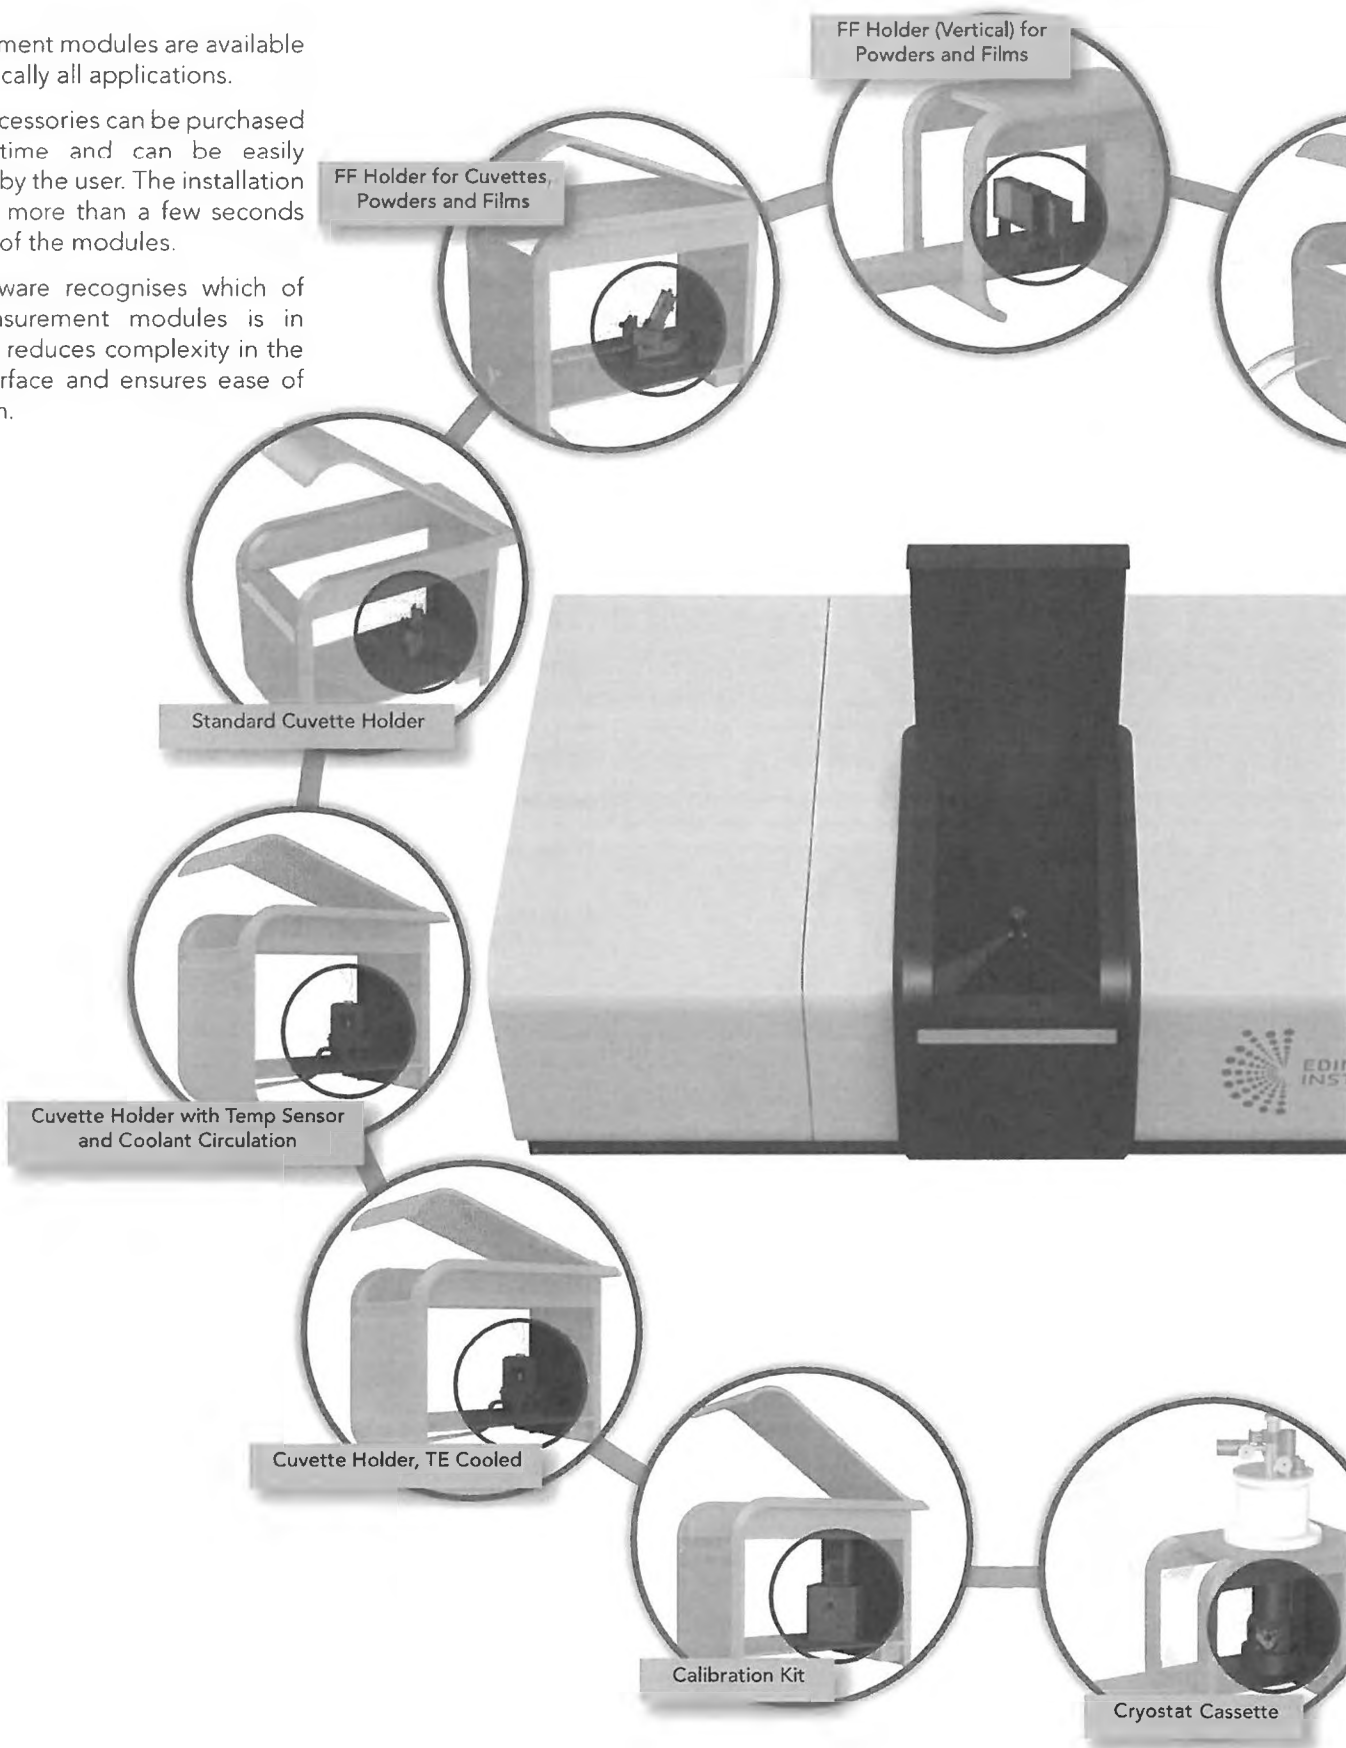 ment modules are available
cally all applications.
ccessories can be purchased
time and can be easily
by the user. The installation
more than a few seconds
of the modules.
ware recognises which of
asurement modules is in
reduces complexity in the
rface and ensures ease of
n.
FF Holder (Vertical) for
Powders and Films
FF Holder for Cuvettes,
Powders and Films
Standard Cuvette Holder
EDIN
INST
Cuvette Holder with Temp Sensor
and Coolant Circulation
Cuvette Holder, TE Cooled
Calibration Kit
Cryostat Cassette